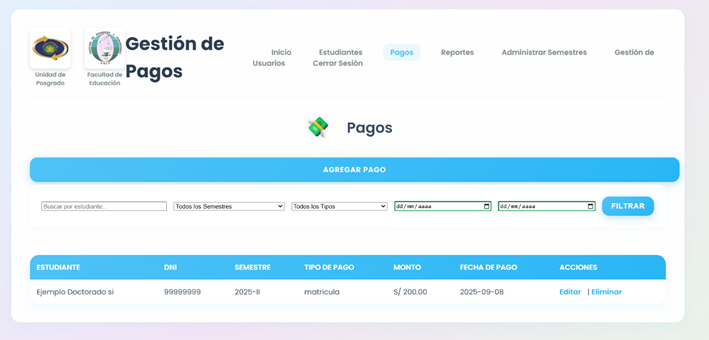 Unidad de
Posgrado
Facultad de
Educación
Gestión de
Pagos
Inicio Estudiantes Pagos Reportes Administrar Semestres Gestión de
Usuarios Cerrar Sesión
Pagos
AGREGAR PAGO
Buscar por estudiante... Todos los Semestres Todos los Tipos dd/mm/aaaa dd/mm/aaaa FILTRAR
ESTUDIANTE DNI SEMESTRE TIPO DE PAGO MONTO FECHA DE PAGO ACCIONES
Ejemplo Doctorado si 99999999 2025-II matricula S/ 200.00 2025-09-08 Editar | Eliminar